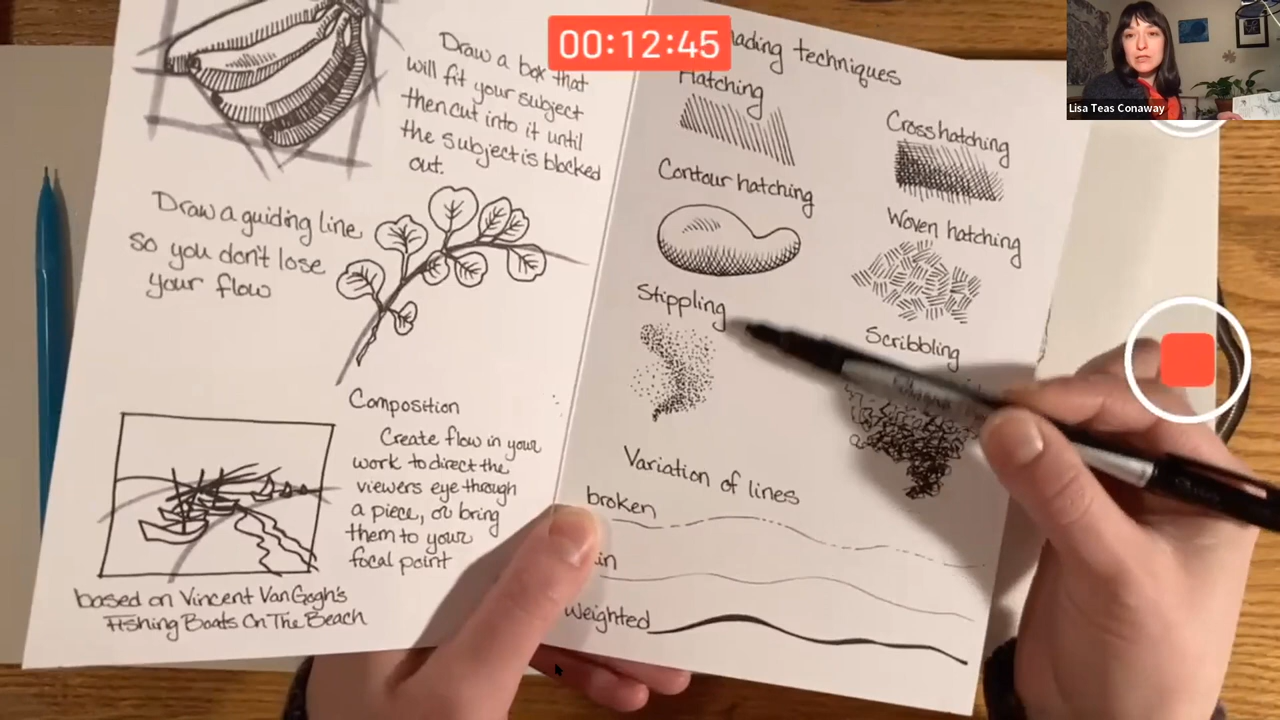 00:12:45
Lisa Teas Conaway
Draw a box that
will fit your subject
then cut into it until
the subject is blocked
out.
Draw a guiding line
so you don't lose
your flow
Composition
Create flow in your
work to direct the
viewers eye through
a piece, or bring
them to your
focal point
based on Vincent Van Gogh's
Fishing Boats On The Beach
techniques
Hatching
Crosshatching
Contour hatching
Woven hatching
Stippling
Scribbling
Variation of lines
broken
weighted